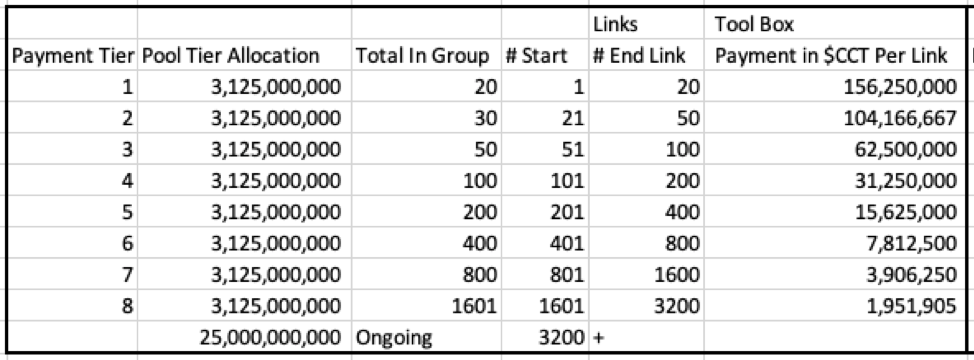 Links Tool Box
Payment Tier Pool Tier Allocation Total In Group # Start # End Link Payment in $CCT Per Link
1 3,125,000,000 20 1 20 156,250,000
2 3,125,000,000 30 21 50 104,166,667
3 3,125,000,000 50 51 100 62,500,000
4 3,125,000,000 100 101 200 31,250,000
5 3,125,000,000 200 201 400 15,625,000
6 3,125,000,000 400 401 800 7,812,500
7 3,125,000,000 800 801 1600 3,906,250
8 3,125,000,000 1601 1601 3200 1,951,905
25,000,000,000 Ongoing 3200 +